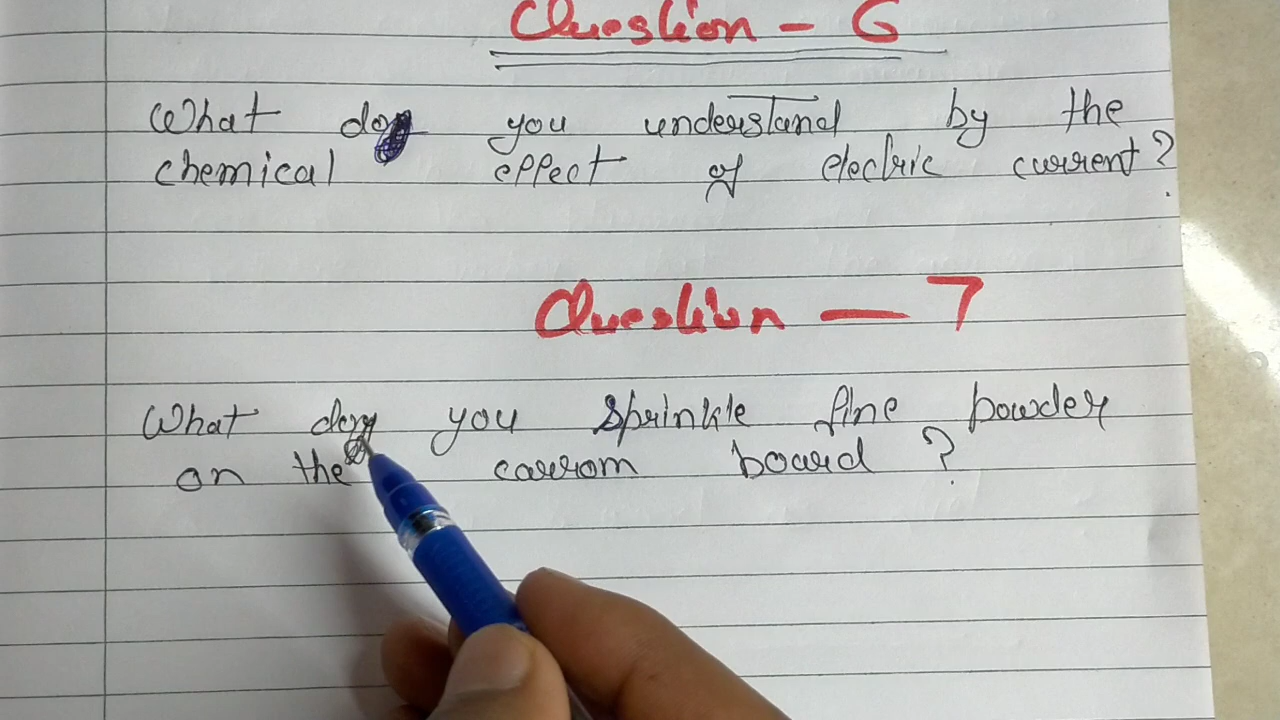 Question - 6
What do you understand by the
chemical effect of electric current?
Question — 7
What do you sprinkle fine powder
on the carrom board ?